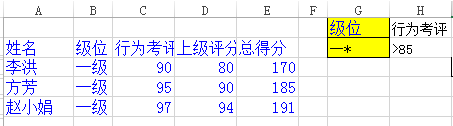 A B C D E F G H
级位 行为考评
姓名 级位 行为考评 上级评分 总得分 一* >85
李洪 一级 90 80 170
方芳 一级 95 90 185
赵小娟 一级 97 94 191